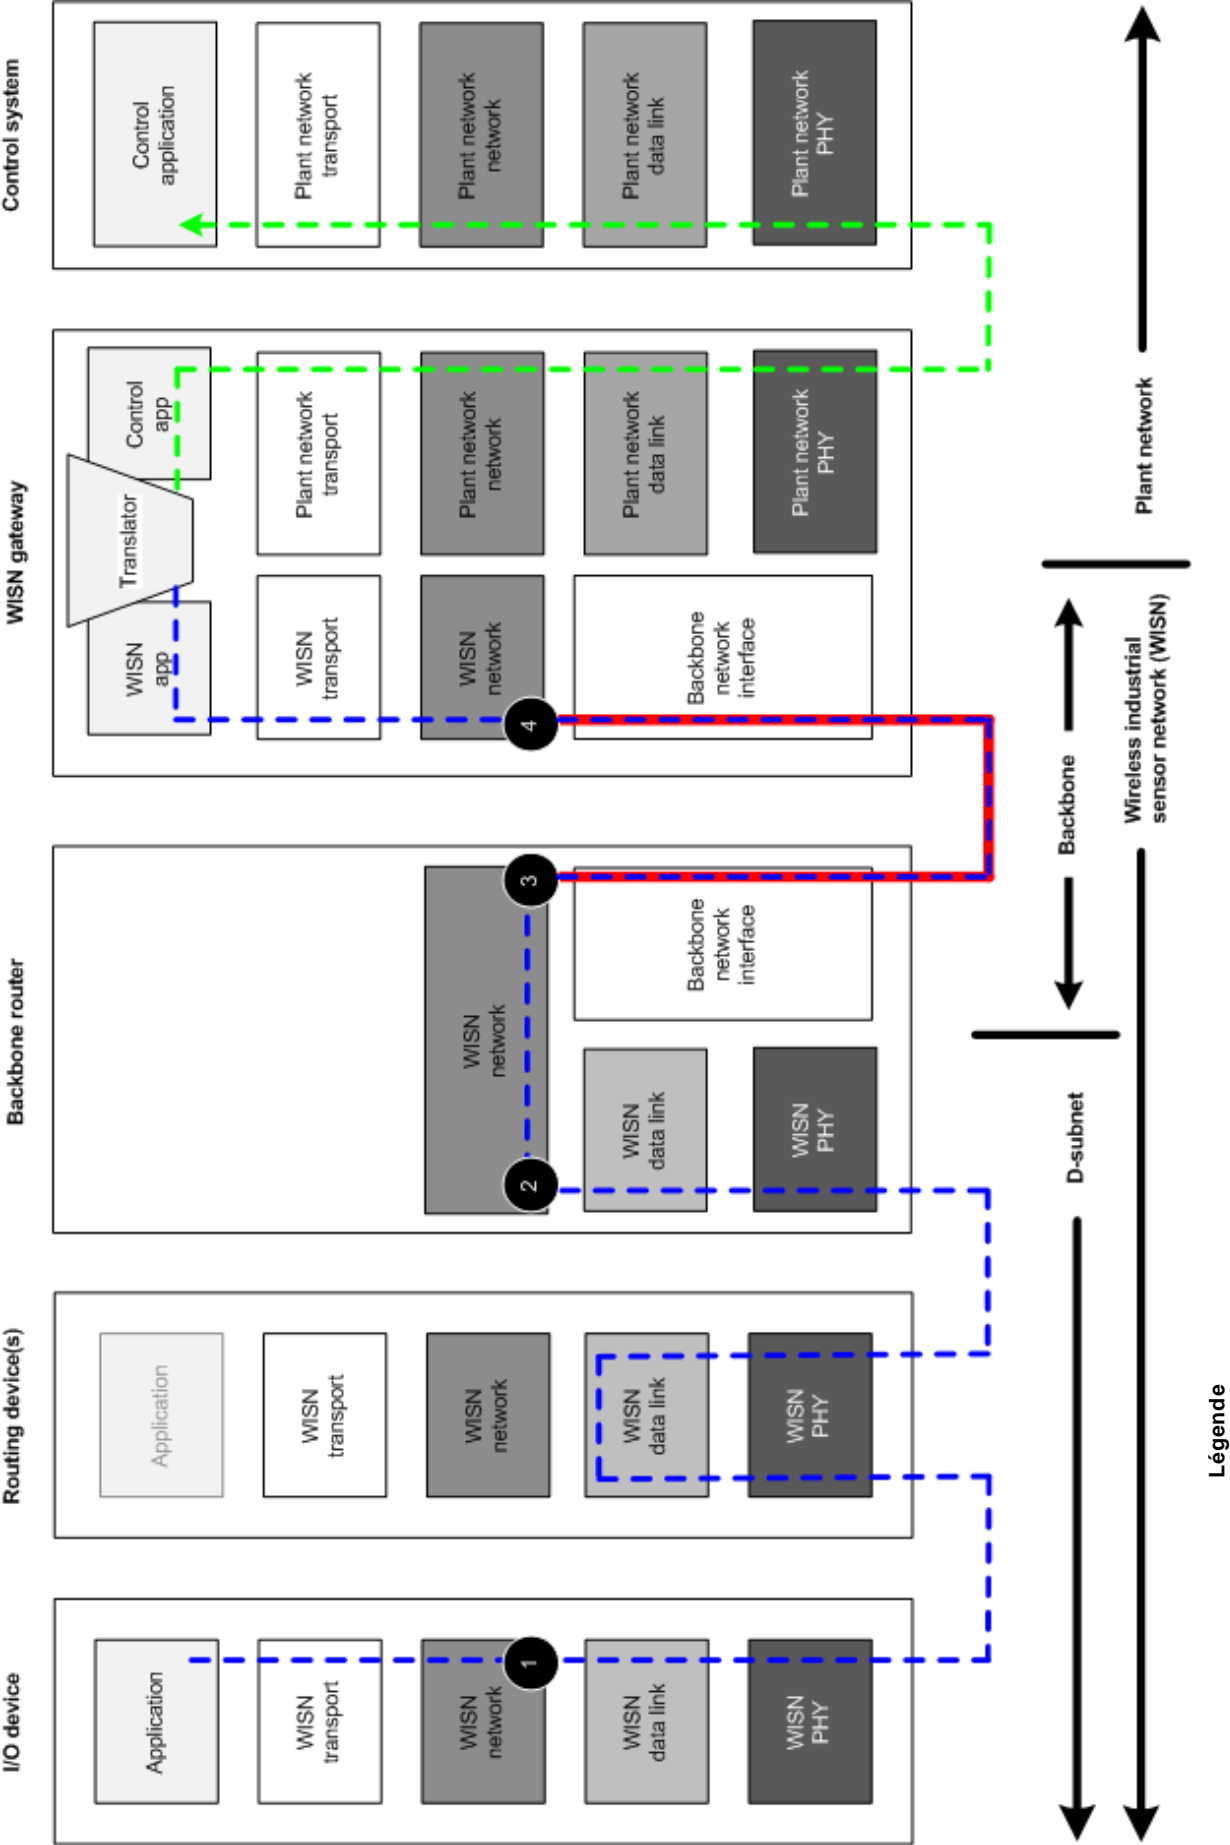 I/O device
Routing device(s)
Backbone router
WISN gateway
Control system
Application
WISN
transport
WISN
network
WISN
data link
WISN
PHY
1
Application
WISN
transport
WISN
network
WISN
data link
WISN
PHY
WISN
network
2
3
WISN
data link
WISN
PHY
Backbone
network
interface
WISN
app
Translator
Control
app
WISN
transport
Plant network
transport
WISN
network
Plant network
network
4
Backbone
network
interface
Plant network
data link
Plant network
PHY
Control
application
Plant network
transport
Plant network
network
Plant network
data link
Plant network
PHY
D-subnet
Backbone
Wireless industrial
sensor network (WISN)
Plant network
Légende